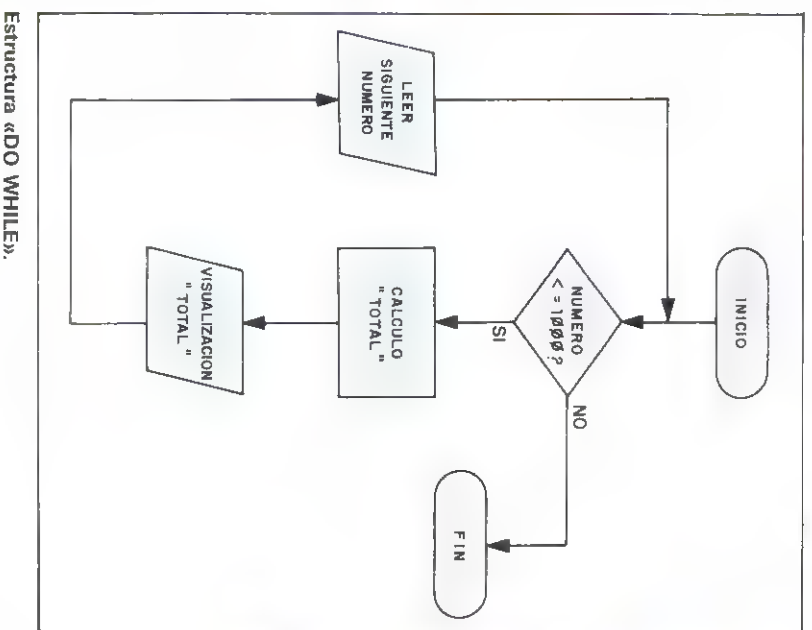 INICIO
NUMERO
< = 1000?
SI
NO
CALCULO
" TOTAL "
VISUALIZACION
" TOTAL "
LEER
SIGUIENTE
NUMERO
FIN
Estructura «DO WHILE».